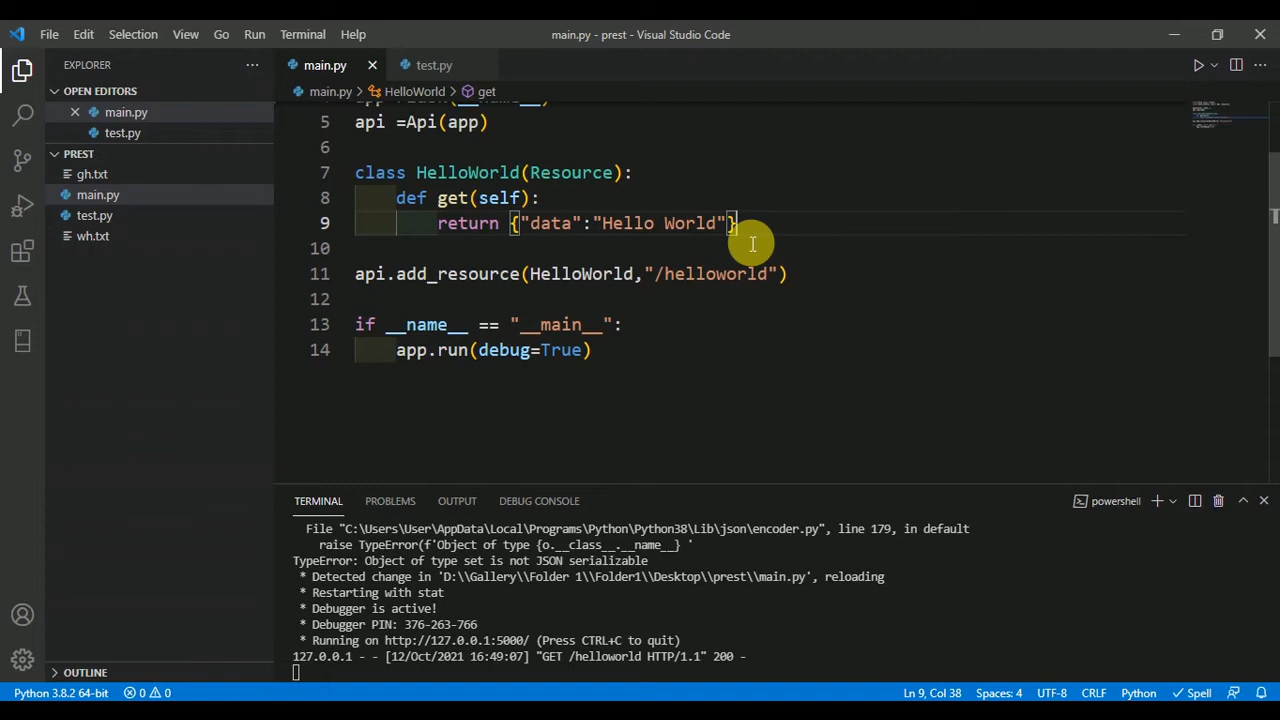 File Edit Selection View Go Run Terminal Help main.py - prest - Visual Studio Code
EXPLORER
main.py
test.py
OPEN EDITORS
main.py
test.py
PREST
gh.txt
main.py
test.py
wh.txt
OUTLINE
main.py > HelloWorld > get
5 api =Api(app)
6
7 class HelloWorld(Resource):
8 def get(self):
9 return {"data":"Hello World"}
10
11 api.add_resource(HelloWorld,"/helloworld")
12
13 if __name__ == "__main__":
14 app.run(debug=True)
TERMINAL PROBLEMS OUTPUT DEBUG CONSOLE powershell
File "C:\Users\User\AppData\Local\Programs\Python\Python38\Lib\json\encoder.py", line 179, in default
raise TypeError(f'Object of type {o.__class__.__name__} '
TypeError: Object of type set is not JSON serializable
* Detected change in 'D:\\Gallery\\Folder 1\\Folder1\\Desktop\\prest\\main.py', reloading
* Restarting with stat
* Debugger is active!
* Debugger PIN: 376-263-766
* Running on http://127.0.0.1:5000/ (Press CTRL+C to quit)
127.0.0.1 - - [12/Oct/2021 16:49:07] "GET /helloworld HTTP/1.1" 200 -
Python 3.8.2 64-bit 0 0 Ln 9, Col 38 Spaces: 4 UTF-8 CRLF Python Spell